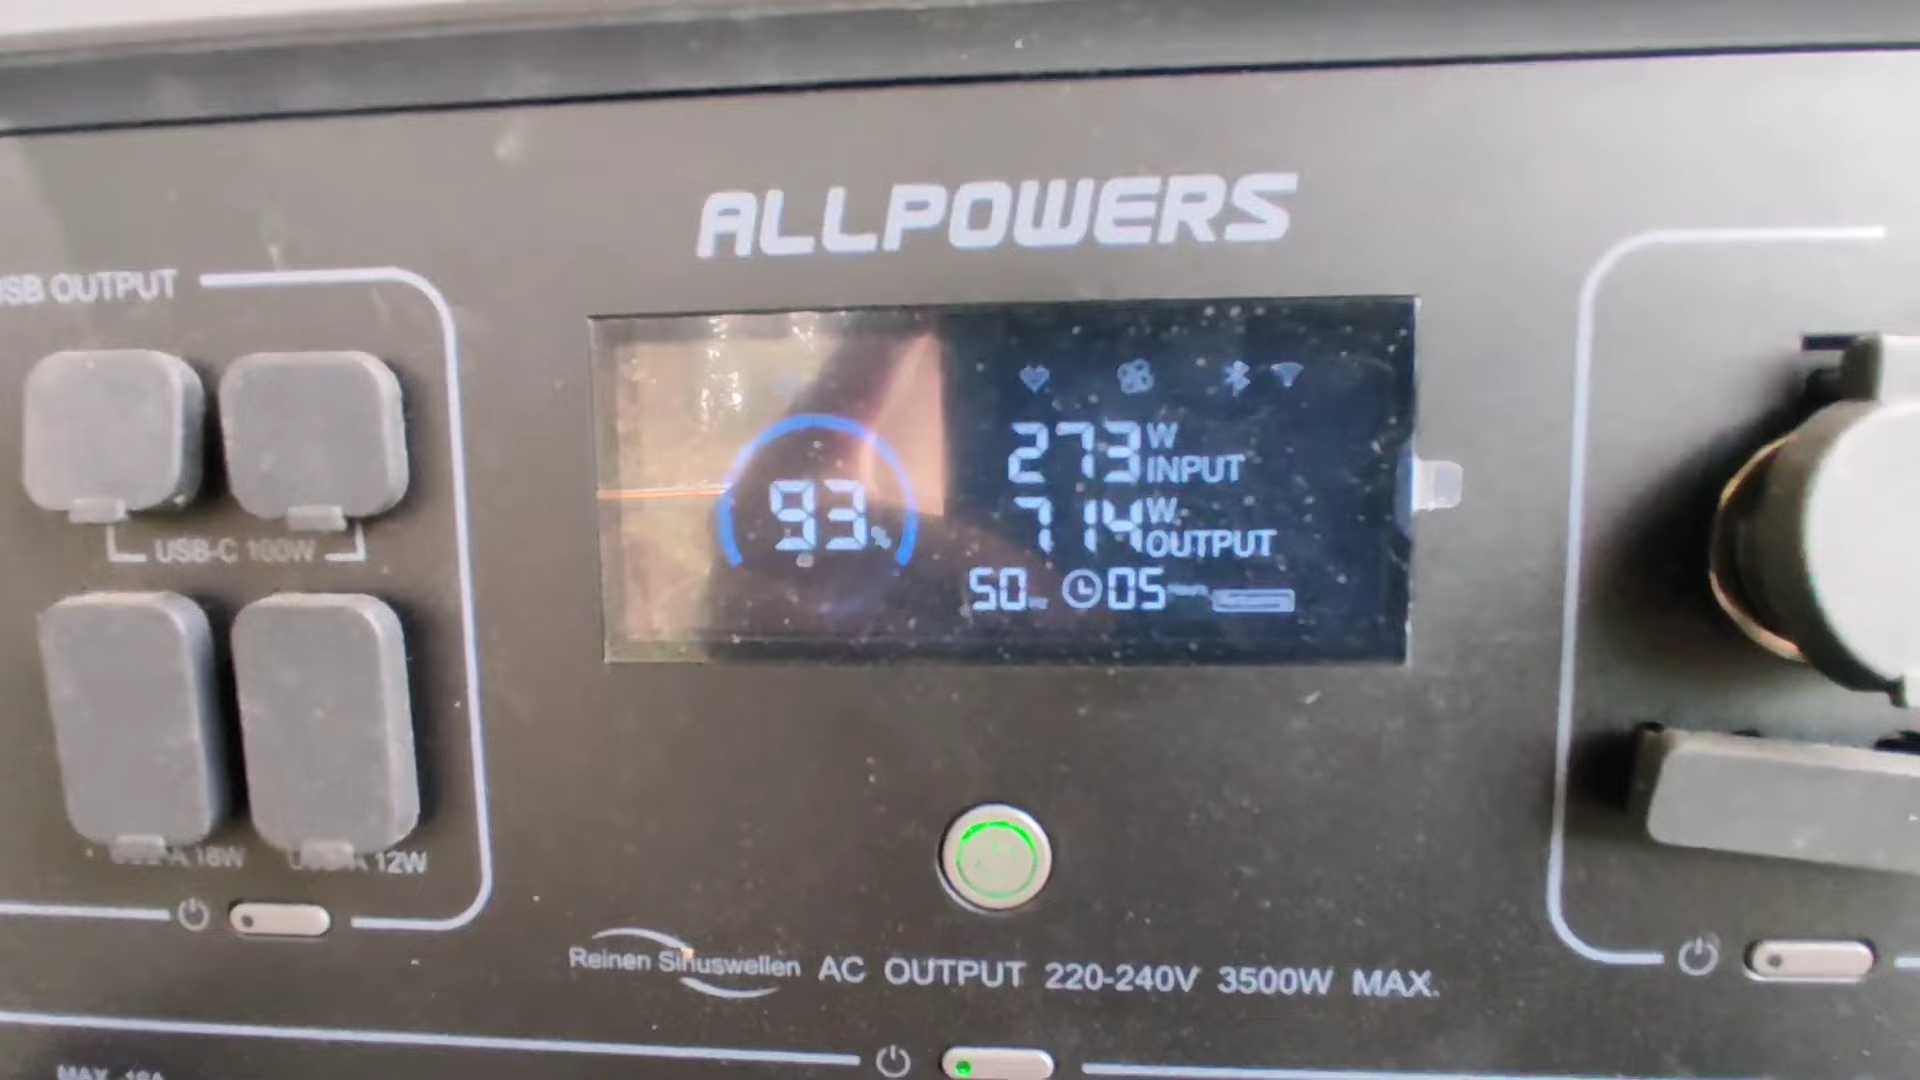 ALLPOWERS
USB OUTPUT
USB-C 100W
18W
12W
93%
273 W
INPUT
714 W
OUTPUT
50 05
Reinen Sinuswellen AC OUTPUT 220-240V 3500W MAX.
MAX.